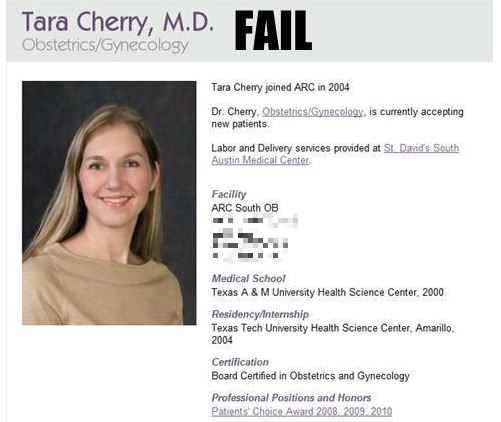 Tara Cherry, M.D. FAIL
Obstetrics/Gynecology
Tara Cherry joined ARC in 2004
Dr. Cherry, Obstetrics/Gynecology, is currently accepting
new patients.
Labor and Delivery services provided at St. David's South
Austin Medical Center.
Facility
ARC South OB
Medical School
Texas A & M University Health Science Center, 2000
Residency/Internship
Texas Tech University Health Science Center, Amarillo,
2004
Certification
Board Certified in Obstetrics and Gynecology
Professional Positions and Honors
Patients' Choice Award 2008, 2009, 2010